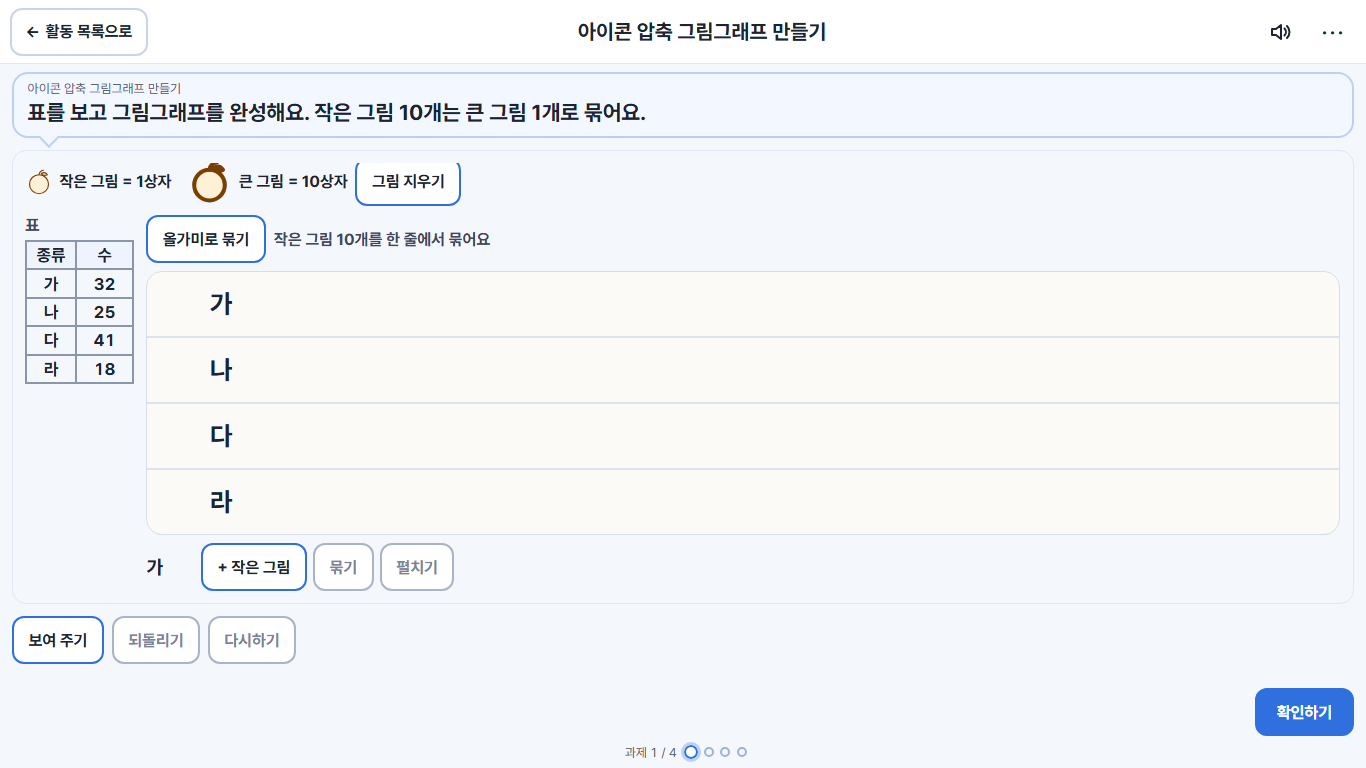 ← 활동 목록으로
아이콘 압축 그림그래프 만들기
...
아이콘 압축 그림그래프 만들기
표를 보고 그림그래프를 완성해요. 작은 그림 10개는 큰 그림 1개로 묶어요.
작은 그림 = 1상자 큰 그림 = 10상자 그림 지우기
표
종류 수
가 32
나 25
다 41
라 18
올가미로 묶기 작은 그림 10개를 한 줄에서 묶어요
가
나
다
라
가 + 작은 그림 묶기 펼치기
보여 주기 되돌리기 다시하기
확인하기
과제 1 / 4